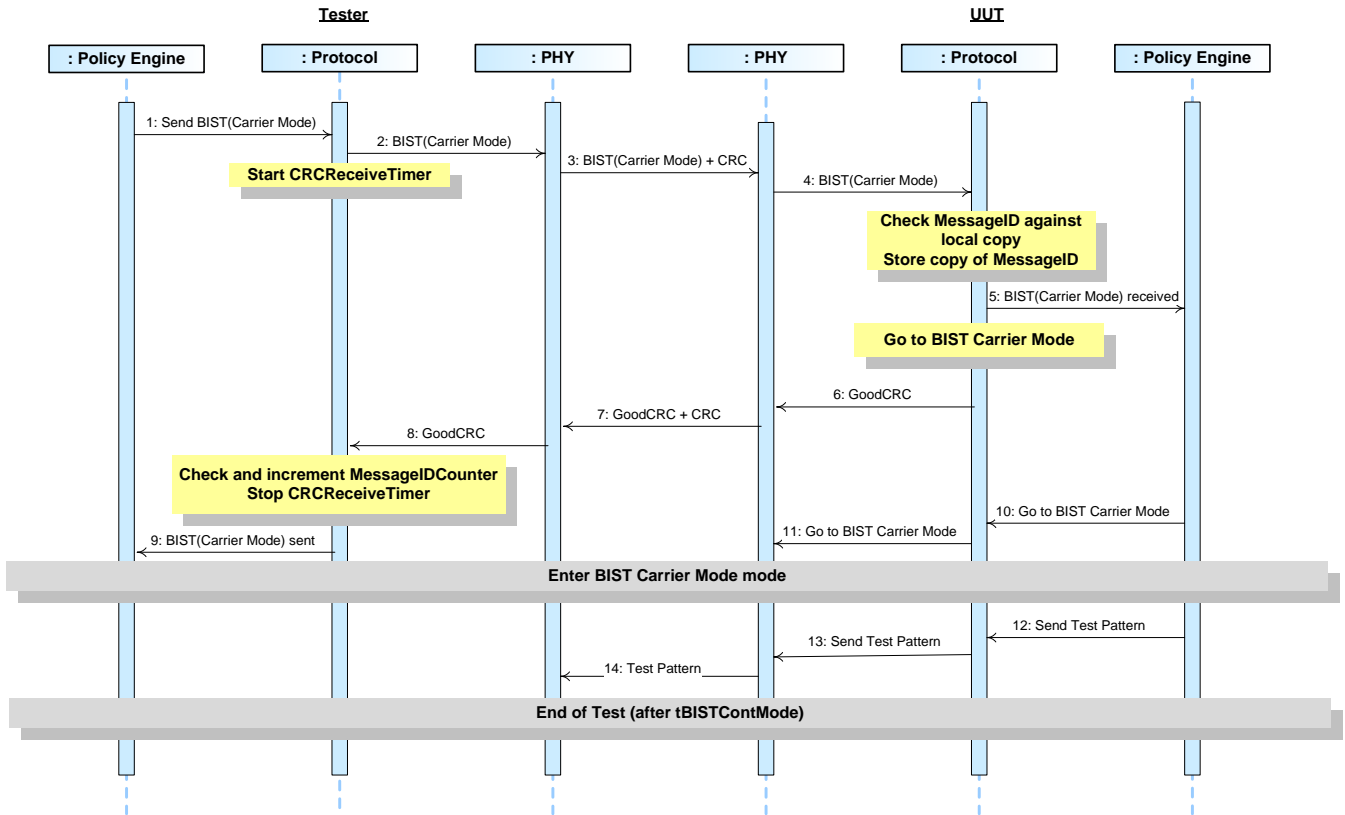 Tester
UUT
: Policy Engine
: Protocol
: PHY
: PHY
: Protocol
: Policy Engine
1: Send BIST(Carrier Mode)
2: BIST(Carrier Mode)
Start CRCReceiveTimer
3: BIST(Carrier Mode) + CRC
4: BIST(Carrier Mode)
Check MessageID against
local copy
Store copy of MessageID
5: BIST(Carrier Mode) received
Go to BIST Carrier Mode
6: GoodCRC
7: GoodCRC + CRC
8: GoodCRC
Check and increment MessageIDCounter
Stop CRCReceiveTimer
9: BIST(Carrier Mode) sent
10: Go to BIST Carrier Mode
11: Go to BIST Carrier Mode
Enter BIST Carrier Mode mode
12: Send Test Pattern
13: Send Test Pattern
14: Test Pattern
End of Test (after tBISTContMode)